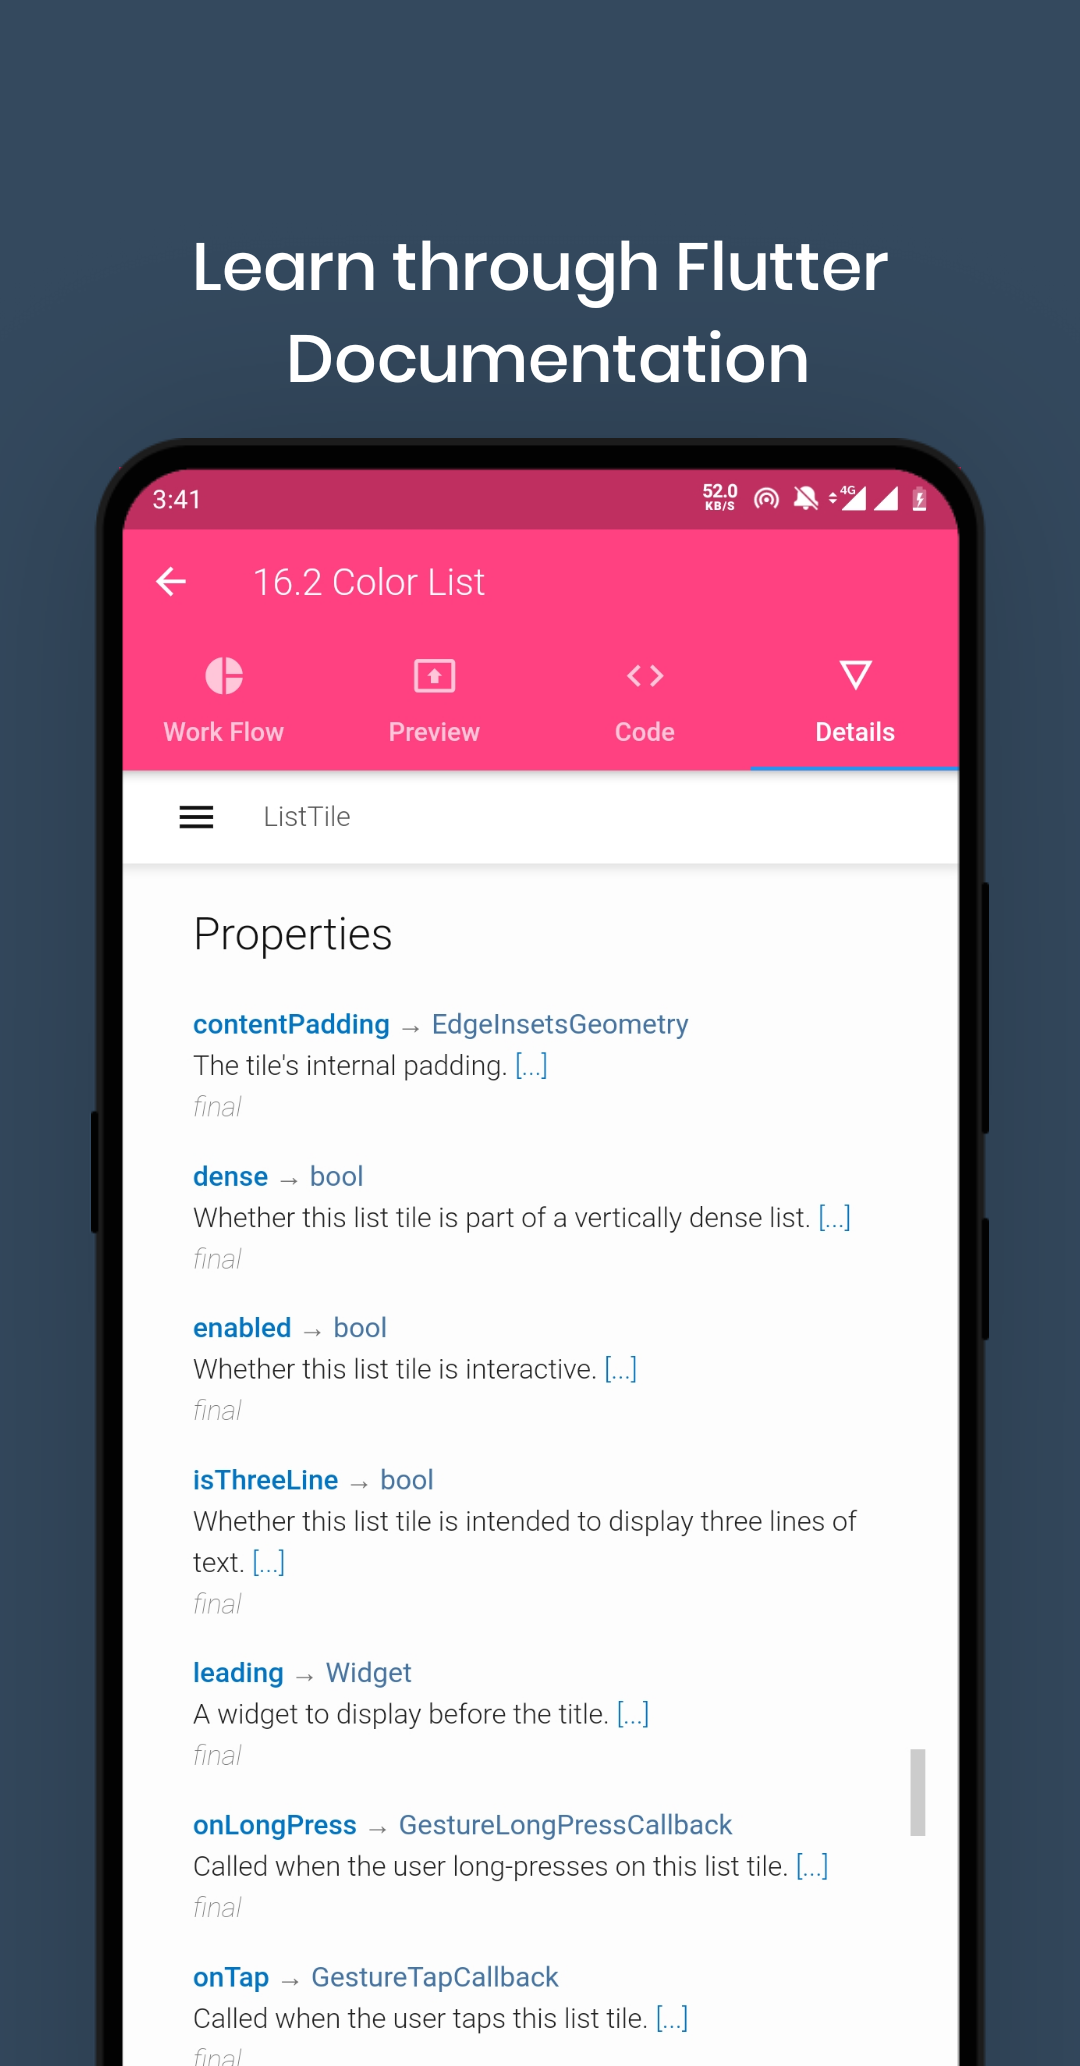 Learn through Flutter
Documentation
3:41
52.0
KB/S
4G
16.2 Color List
Work Flow
Preview
Code
Details
ListTile
Properties
contentPadding → EdgeInsetsGeometry
The tile's internal padding. [...]
final
dense → bool
Whether this list tile is part of a vertically dense list. [...]
final
enabled → bool
Whether this list tile is interactive. [...]
final
isThreeLine → bool
Whether this list tile is intended to display three lines of
text. [...]
final
leading → Widget
A widget to display before the title. [...]
final
onLongPress → GestureLongPressCallback
Called when the user long-presses on this list tile. [...]
final
onTap → GestureTapCallback
Called when the user taps this list tile. [...]
final